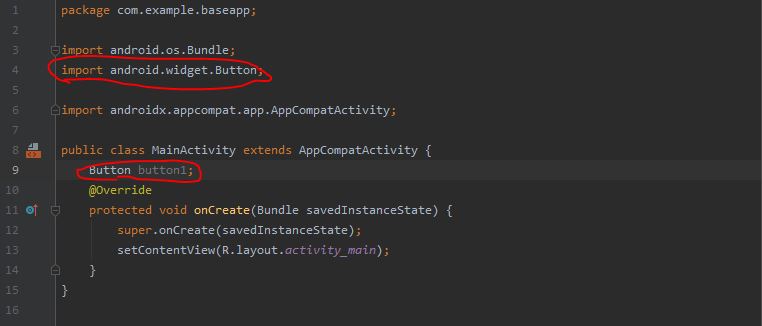 1 package com.example.baseapp;
2
3 import android.os.Bundle;
4 import android.widget.Button;
5
6 import androidx.appcompat.app.AppCompatActivity;
7
8 public class MainActivity extends AppCompatActivity {
9 Button button1;
10 @Override
11 protected void onCreate(Bundle savedInstanceState) {
12 super.onCreate(savedInstanceState);
13 setContentView(R.layout.activity_main);
14 }
15 }
16